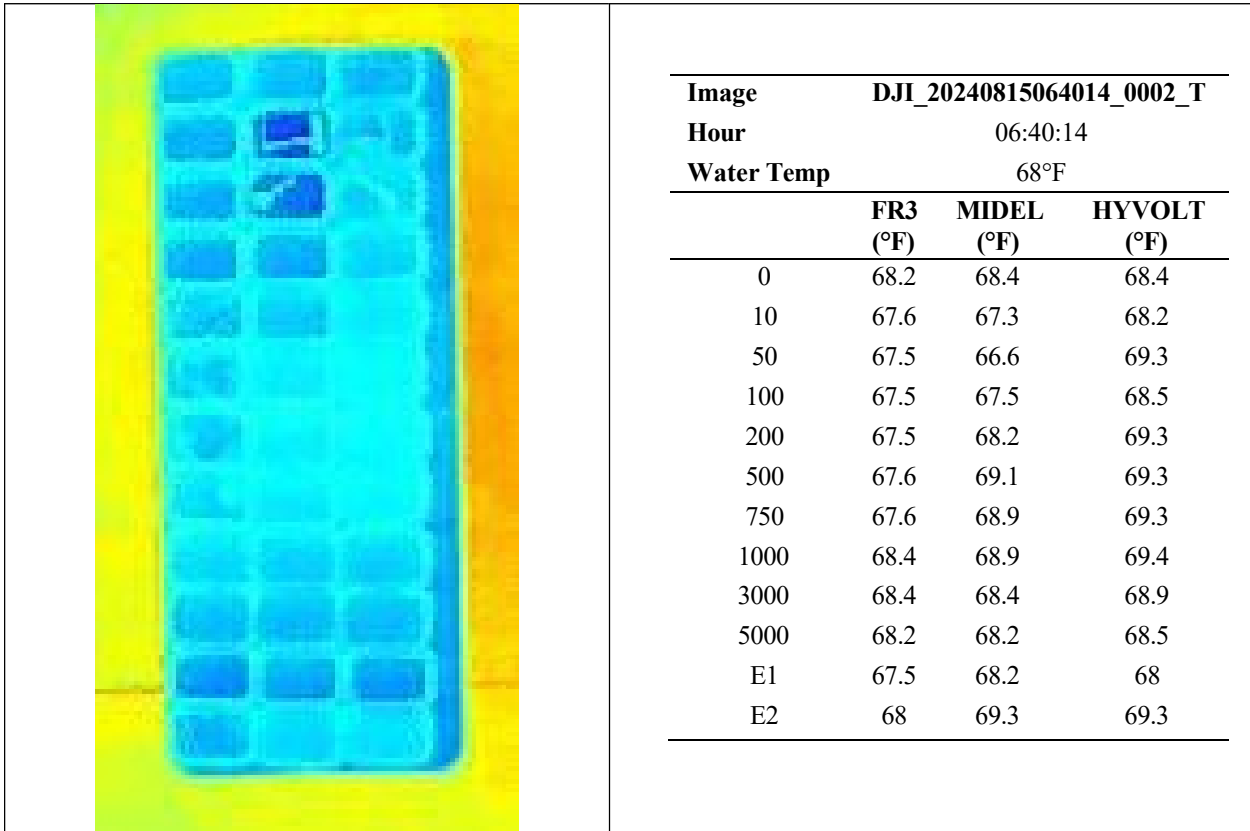 Image DJI_20240815064014_0002_T
Hour 06:40:14
Water Temp 68°F
FR3 MIDEL HYVOLT
(°F) (°F) (°F)
0 68.2 68.4 68.4
10 67.6 67.3 68.2
50 67.5 66.6 69.3
100 67.5 67.5 68.5
200 67.5 68.2 69.3
500 67.6 69.1 69.3
750 67.6 68.9 69.3
1000 68.4 68.9 69.4
3000 68.4 68.4 68.9
5000 68.2 68.2 68.5
E1 67.5 68.2 68
E2 68 69.3 69.3